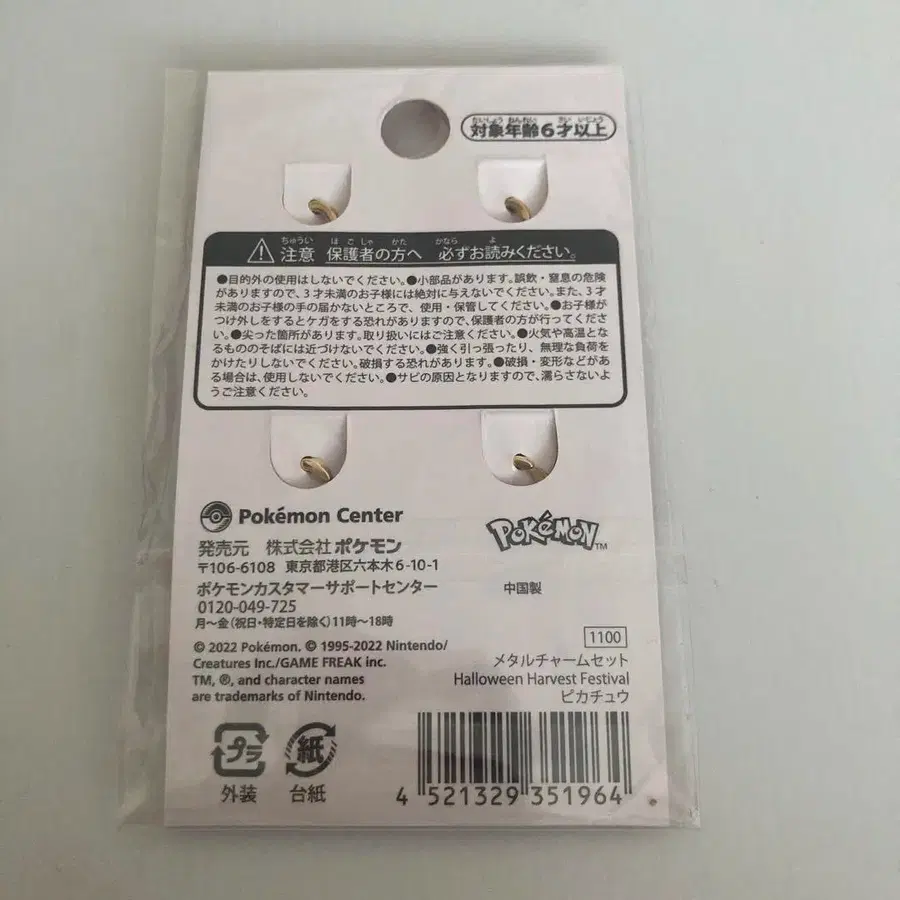 対象年齢6才以上
注意 保護者の方へ 必ずお読みください。
●目的外の使用はしないでください。●小部品があります。誤飲・窒息の危険
がありますので、3才未満のお子様には絶対に与えないでください。また、3才
未満のお子様の手の届かないところで、使用・保管してください。●お子様が
つけ外しをするとケガをする恐れがありますので、保護者の方が行ってくださ
い。●尖った箇所があります。取り扱いにはご注意ください。●火気や高温とな
るもののそばには近づけないでください。●強く引っ張ったり、無理な負荷を
かけたりしないでください。破損する恐れがあります。●破損・変形などがあ
る場合は、使用しないでください。●サビの原因となりますので、濡らさないよ
うご注意ください。
Pokémon Center
POKéMON™
発売元 株式会社ポケモン
〒106-6108 東京都港区六本木6-10-1
ポケモンカスタマーサポートセンター
0120-049-725
月～金(祝日・特定日を除く)11時～18時
中国製
© 2022 Pokémon. © 1995-2022 Nintendo/
Creatures Inc./GAME FREAK inc.
TM, ®, and character names
are trademarks of Nintendo.
1100
メタルチャームセット
Halloween Harvest Festival
ピカチュウ
プラ
外装
紙
台紙
4 521329 351964